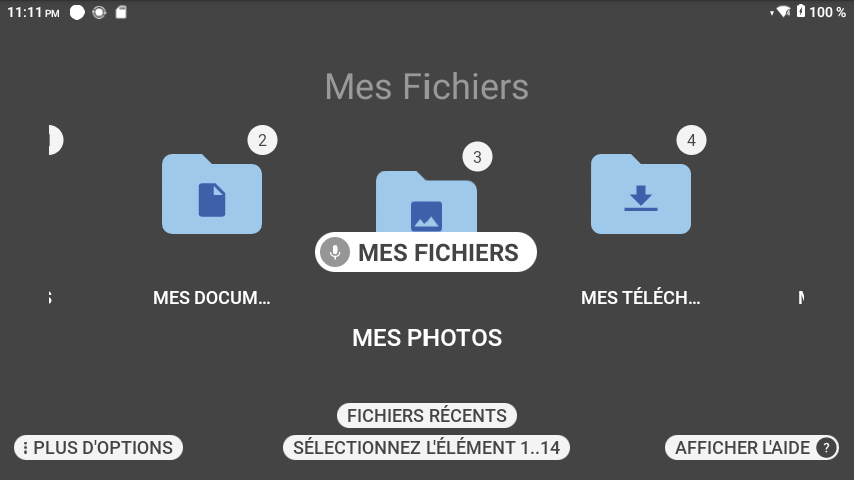 11:11 PM
100 %
Mes Fichiers
2
3
4
MES FICHIERS
MES DOCUM...
MES TÉLÉCH...
MES PHOTOS
FICHIERS RÉCENTS
PLUS D'OPTIONS
SÉLECTIONNEZ L'ÉLÉMENT 1..14
AFFICHER L'AIDE ?